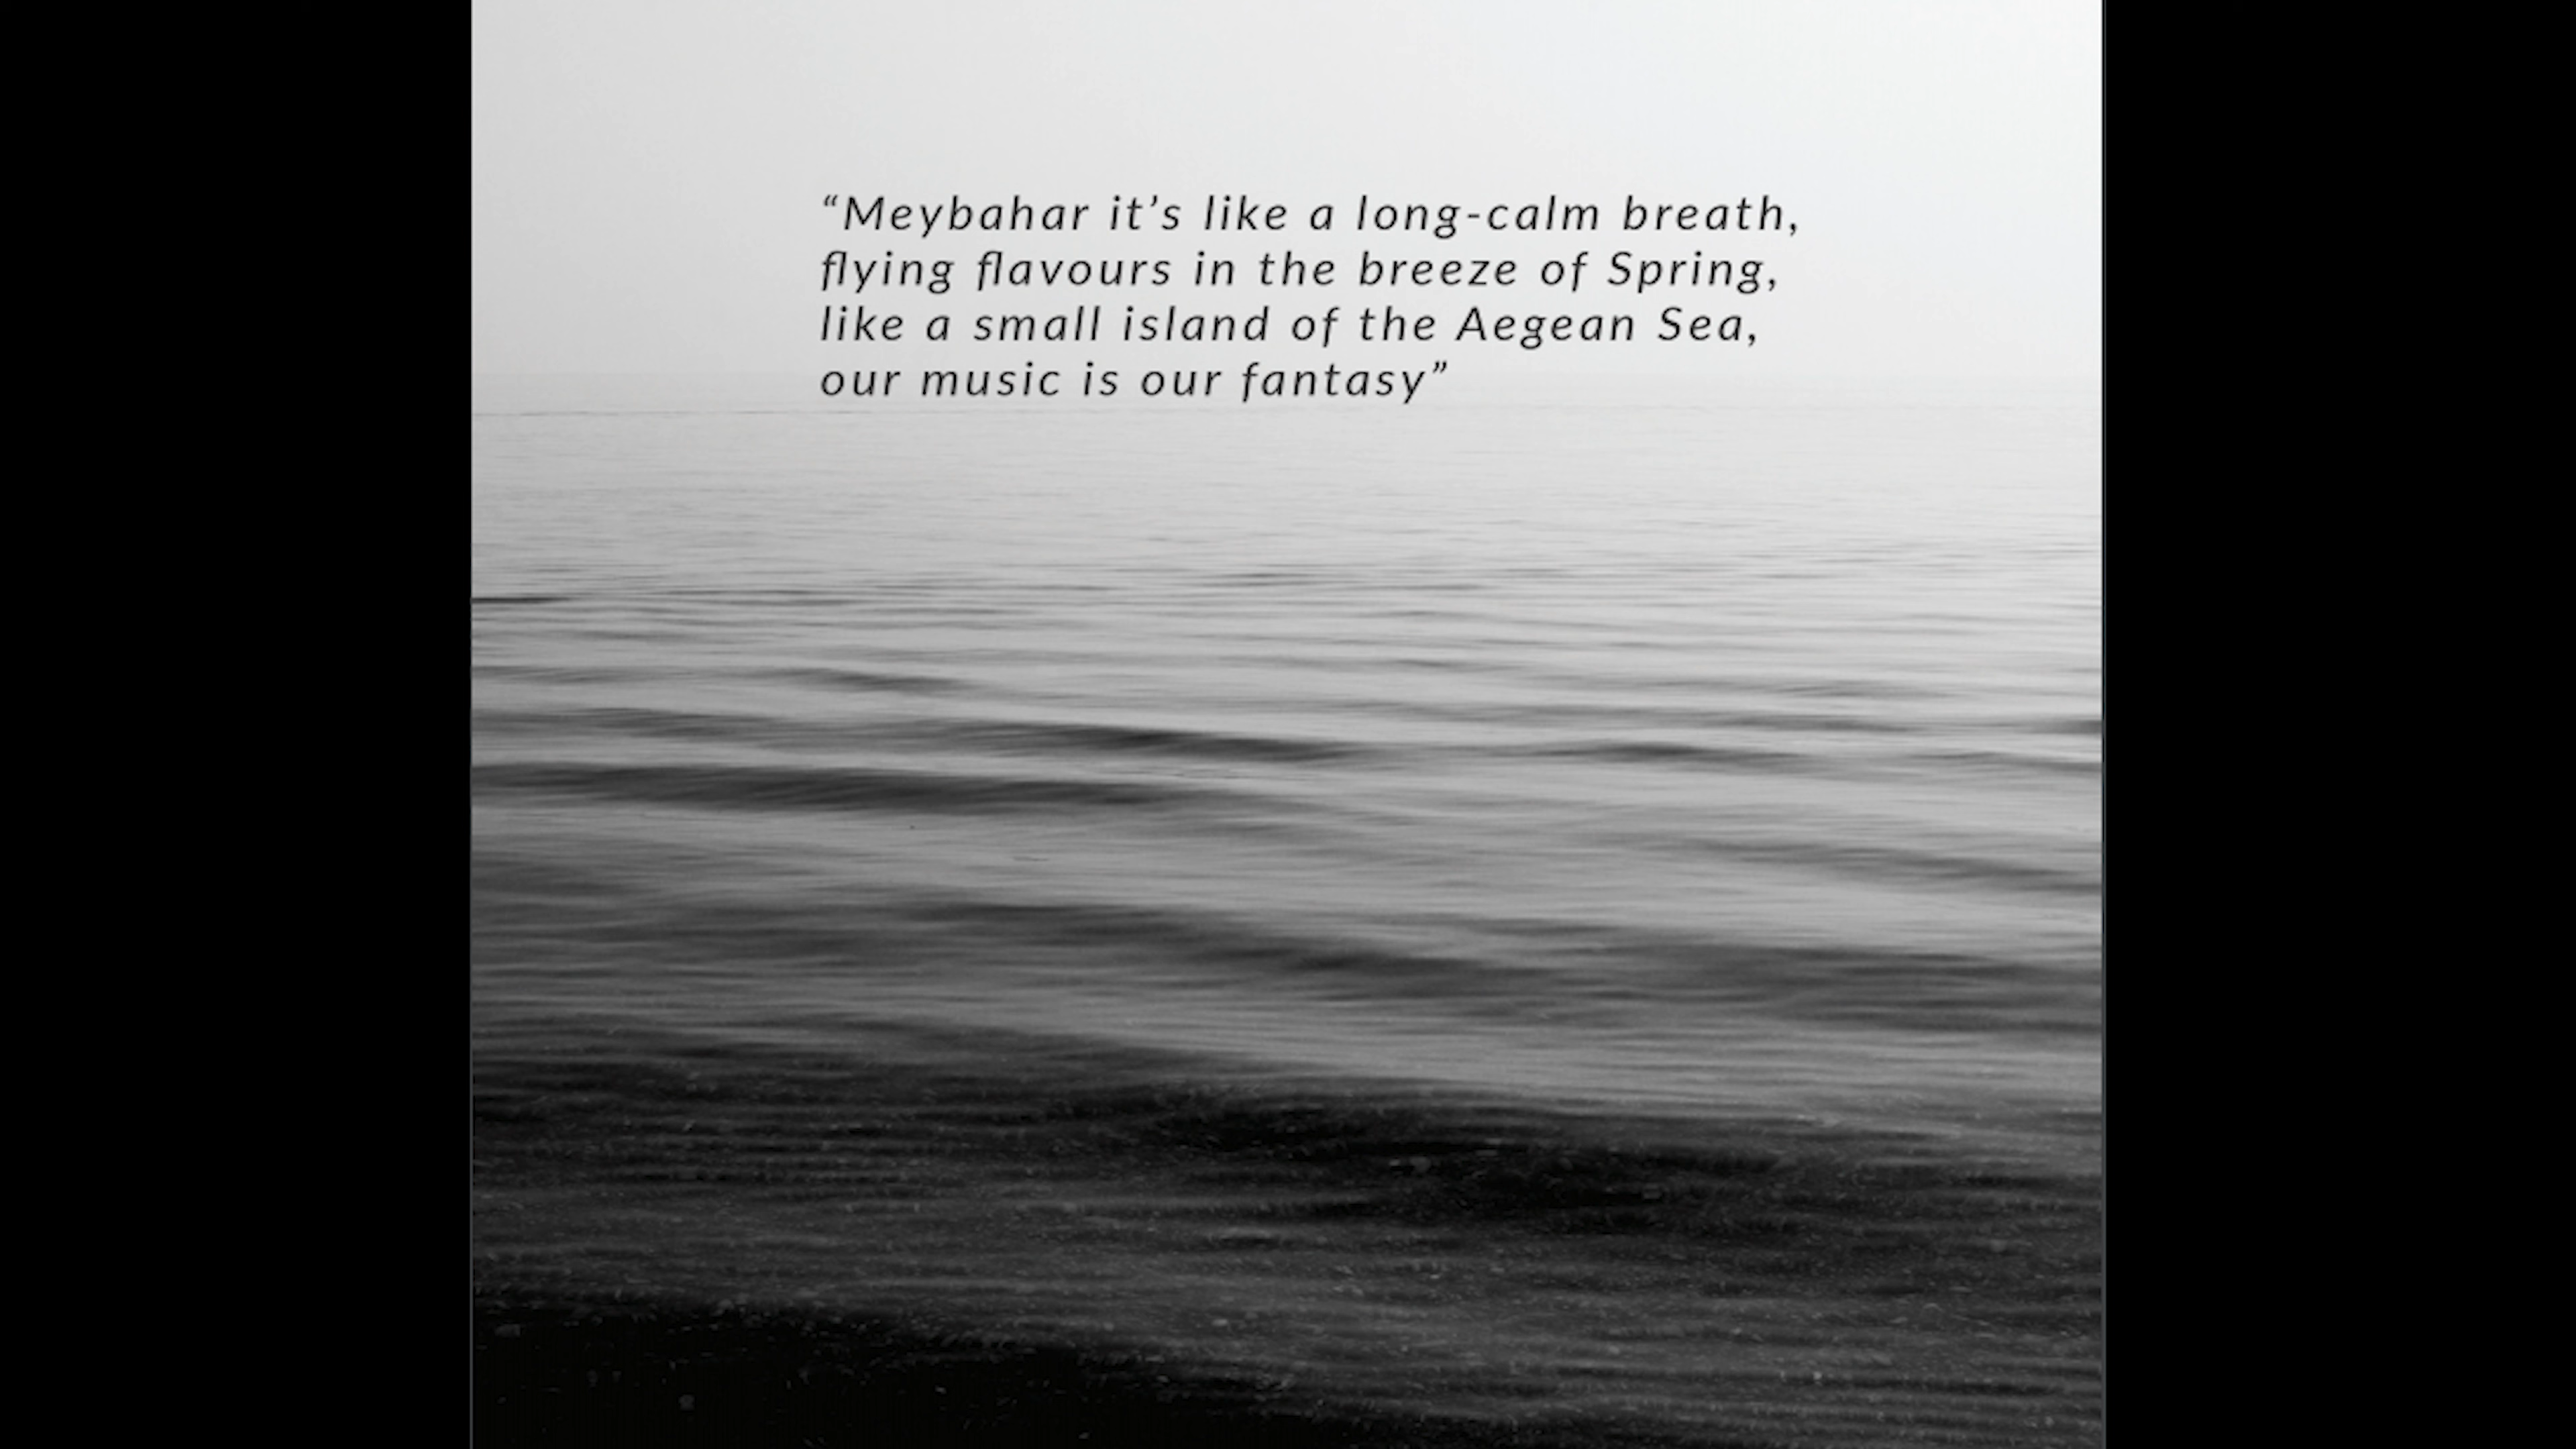 “Meybahar it’s like a long-calm breath,
flying flavours in the breeze of Spring,
like a small island of the Aegean Sea,
our music is our fantasy”